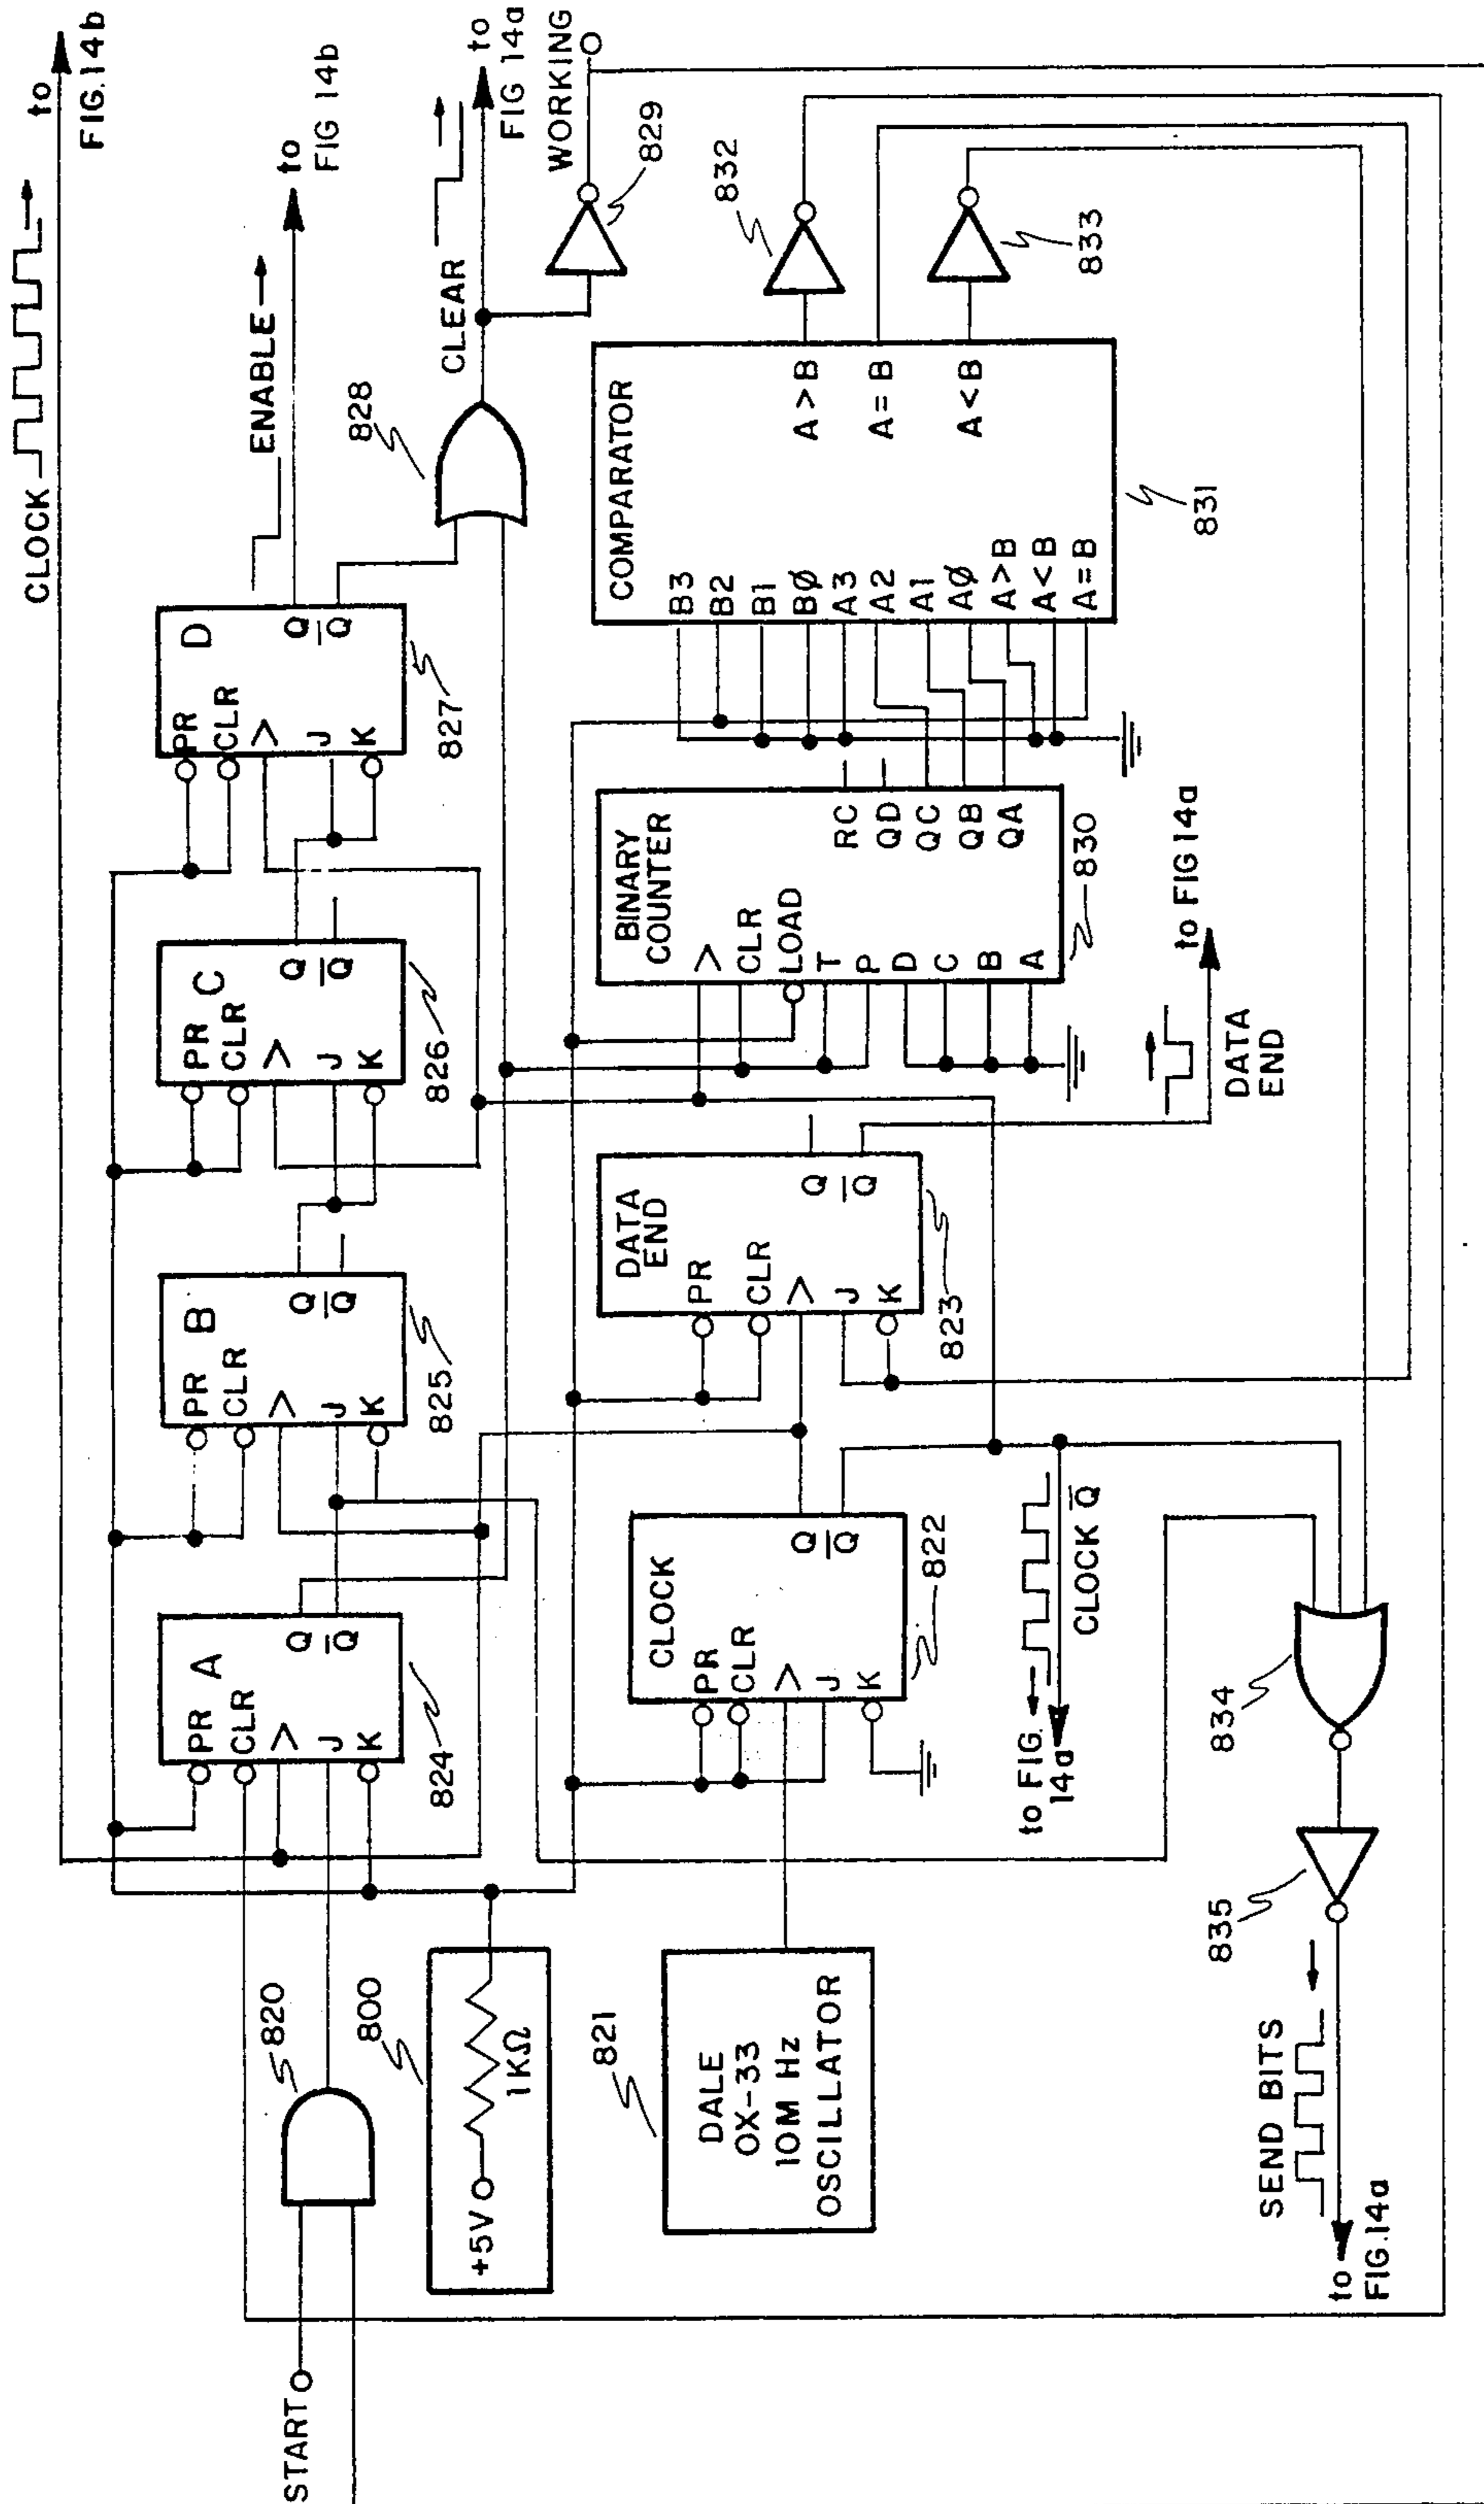 CLOCK
to
FIG.14b
ENABLE
to
FIG 14b
CLEAR
to
FIG 14a
WORKING
829
828
START
820
800
+5V
1KΩ
A
PR
CLR
>
J
K
Q
Q̅
824
B
PR
CLR
>
J
K
Q
Q̅
825
C
PR
CLR
>
J
K
Q
Q̅
826
D
PR
CLR
>
J
K
Q
Q̅
827
821
DALE
OX-33
10M Hz
OSCILLATOR
CLOCK
PR
CLR
>
J
K
Q
Q̅
822
DATA
END
PR
CLR
>
J
K
Q
Q̅
823
BINARY
COUNTER
>
CLR
LOAD
T
P
D
C
B
A
RC
QD
QC
QB
QA
830
COMPARATOR
B3
B2
B1
BØ
A3
A2
A1
AØ
A>B
A<B
A=B
A>B
A=B
A<B
831
832
833
to FIG 14a
DATA
END
to FIG.
14a
CLOCK Q̅
834
835
SEND BITS
to
FIG.14a